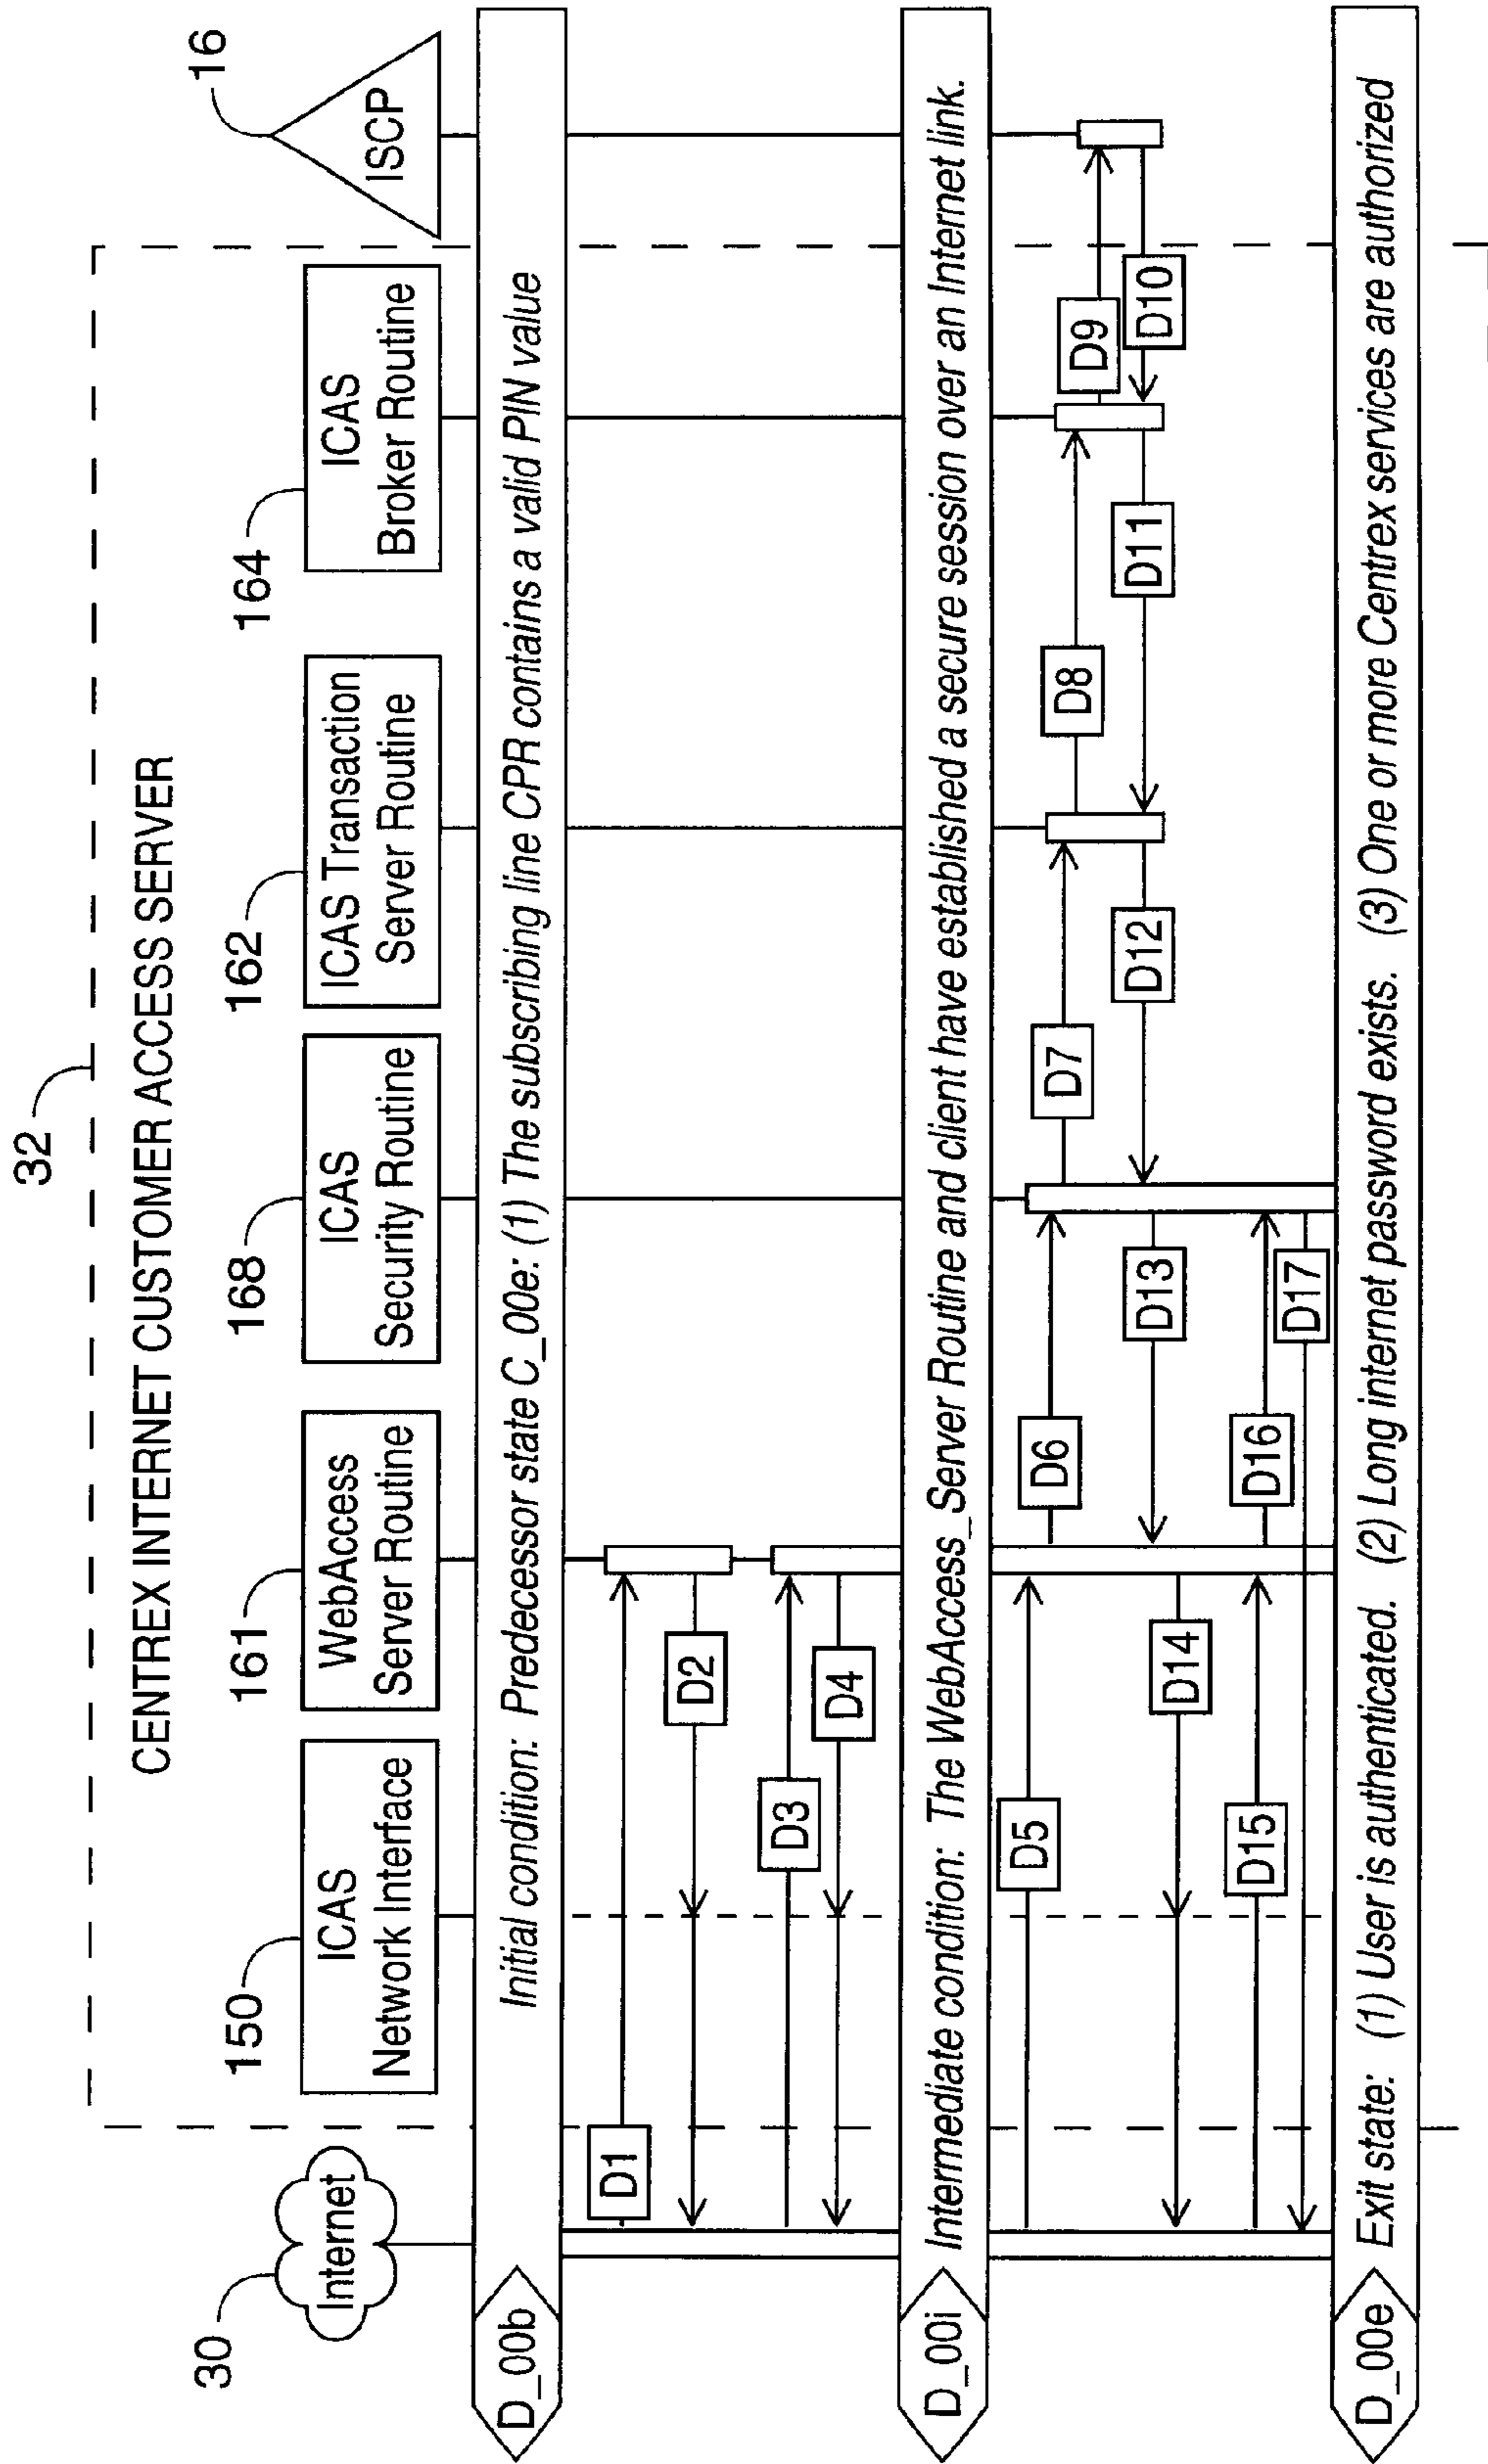 32
CENTREX INTERNET CUSTOMER ACCESS SERVER
30
150
161
168
162
164
16
Internet
ICAS
Network Interface
WebAccess
Server Routine
ICAS
Security Routine
ICAS Transaction
Server Routine
ICAS
Broker Routine
ISCP
D_00b
Initial condition: Predecessor state C_00e: (1) The subscribing line CPR contains a valid PIN value
D1
D2
D3
D4
D_00i
Intermediate condition: The WebAccess_Server Routine and client have established a secure session over an Internet link.
D5
D6
D7
D8
D9
D10
D11
D12
D13
D14
D15
D16
D17
D_00e
Exit state: (1) User is authenticated. (2) Long internet password exists. (3) One or more Centrex services are authorized